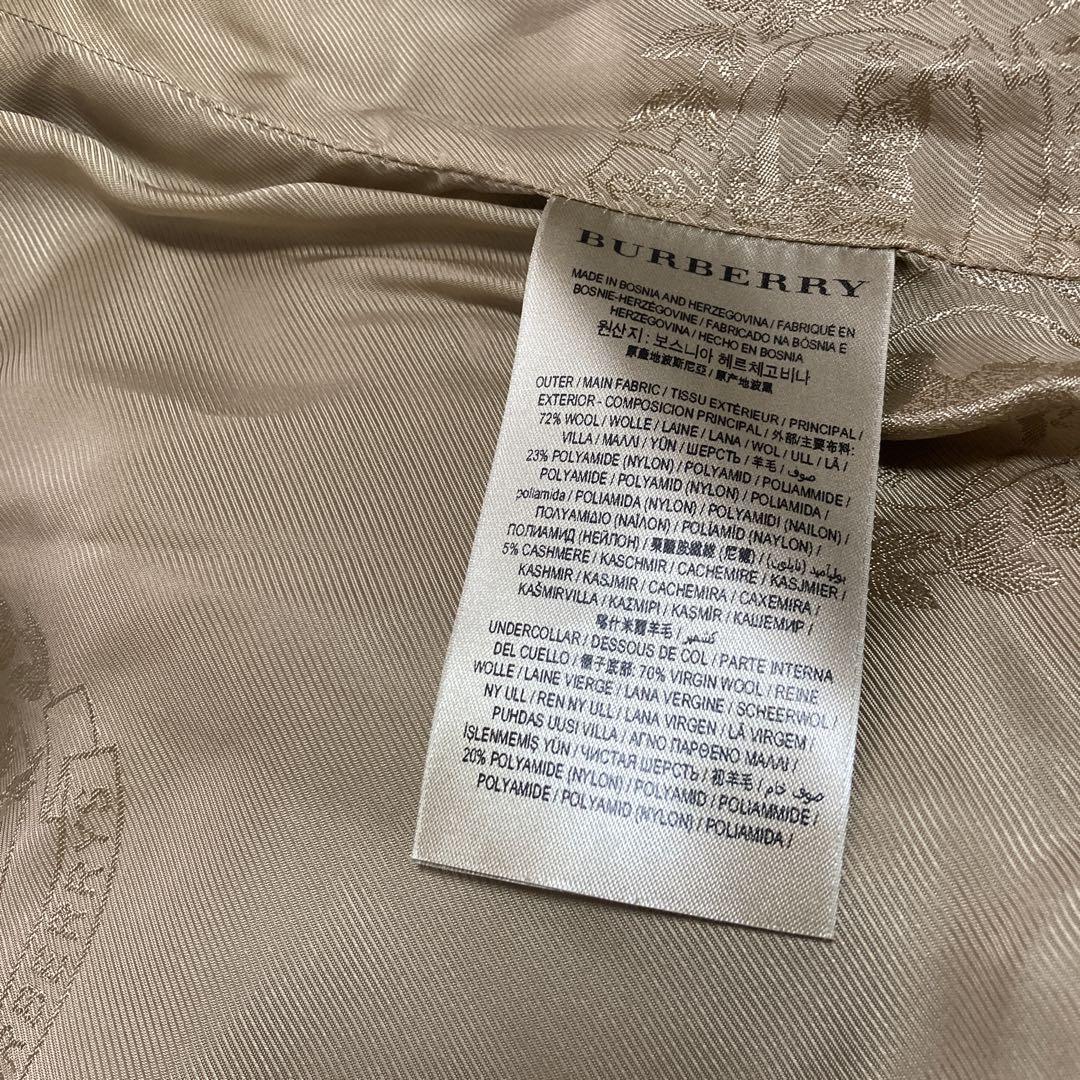 BURBERRY
MADE IN BOSNIA AND HERZEGOVINA / FABRIQUÉ EN
BOSNIE-HERZÉGOVINE / FABRICADO NA BÓSNIA E
HERZEGOVINA / HECHO EN BOSNIA
원산지 : 보스니아 헤르체고비나
原產地波斯尼亞 / 原产地波黑
OUTER / MAIN FABRIC / TISSU EXTÉRIEUR / PRINCIPAL /
EXTERIOR - COMPOSICION PRINCIPAL / 外部/主要布料:
72% WOOL / WOLLE / LAINE / LANA / WOL / ULL / LÃ /
VILLA / ΜΑΛΛΙ / YÜN / ШЕРСТЬ / 羊毛 / صوف
23% POLYAMIDE (NYLON) / POLYAMID / POLIAMMIDE /
POLYAMIDE / POLYAMID (NYLON) / POLIAMIDA /
poliamida / POLIAMIDA (NYLON) / POLYAMIDI (NAILON) /
ΠΟΛΥΑΜΙΔΙΟ (ΝΑΪΛΟΝ) / POLİAMİD (NAYLON) /
ПОЛИАМИД (НЕЙЛОН) / 聚醯胺纖維 (尼龍) / بولياميد (نايلون)
5% CASHMERE / KASCHMIR / CACHEMIRE / KASJMIER /
KASHMIR / KASJMIR / CACHEMIRA / CAXEMIRA /
KAŠMIRVILLA / ΚΑΣΜΙΡΙ / KAŞMİR / КАШЕМИР /
喀什米爾羊毛 / كشمير
UNDERCOLLAR / DESSOUS DE COL / PARTE INTERNA
DEL CUELLO / 領子底部: 70% VIRGIN WOOL / REINE
WOLLE / LAINE VIERGE / LANA VERGINE / SCHEERWOL /
NY ULL / REN NY ULL / LANA VIRGEN / LÃ VIRGEM /
PUHDAS UUSI VILLA / ΑΓΝΟ ΠΑΡΘΕΝΟ ΜΑΛΛΙ /
İŞLENMEMİŞ YÜN / ЧИСТАЯ ШЕРСТЬ / 初羊毛 / صوف خام
20% POLYAMIDE (NYLON) / POLYAMID / POLIAMMIDE /
POLYAMIDE / POLYAMID (NYLON) / POLIAMIDA /